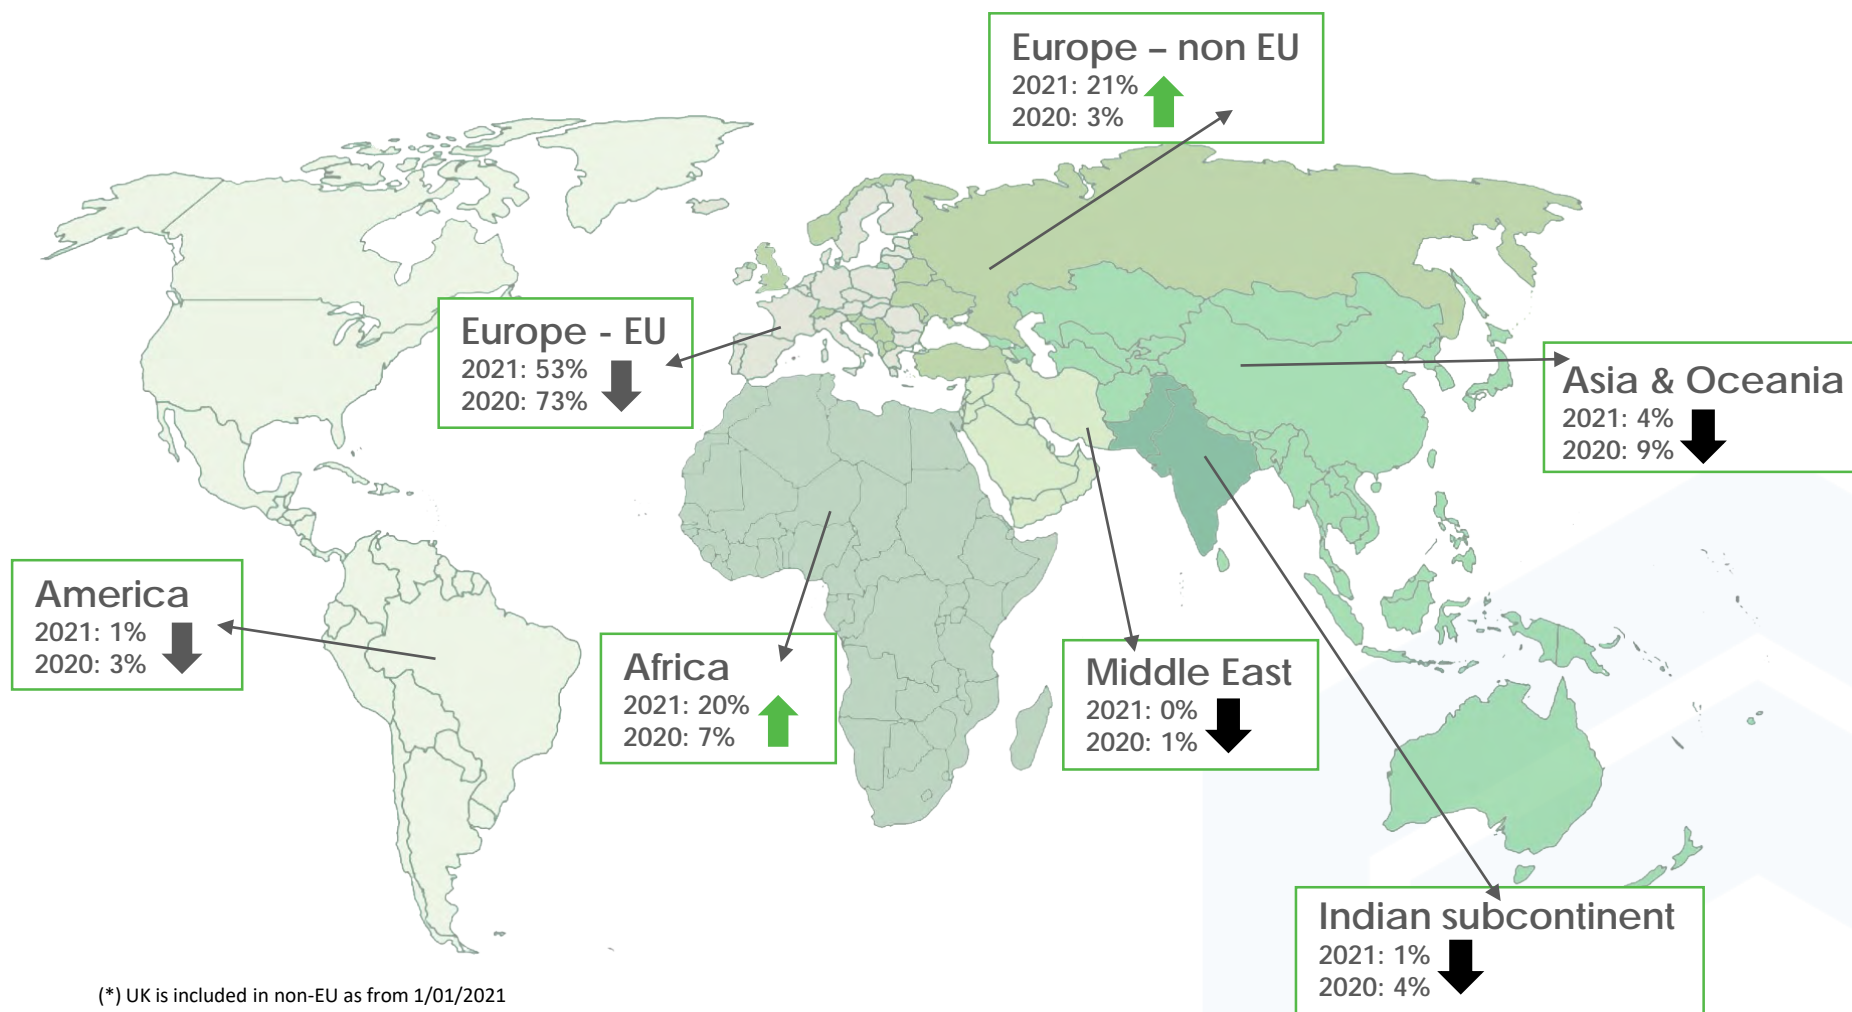 Europe – non EU
2021: 21%
2020: 3%
Europe - EU
2021: 53%
2020: 73%
Asia & Oceania
2021: 4%
2020: 9%
America
2021: 1%
2020: 3%
Africa
2021: 20%
2020: 7%
Middle East
2021: 0%
2020: 1%
Indian subcontinent
2021: 1%
2020: 4%
(*) UK is included in non-EU as from 1/01/2021